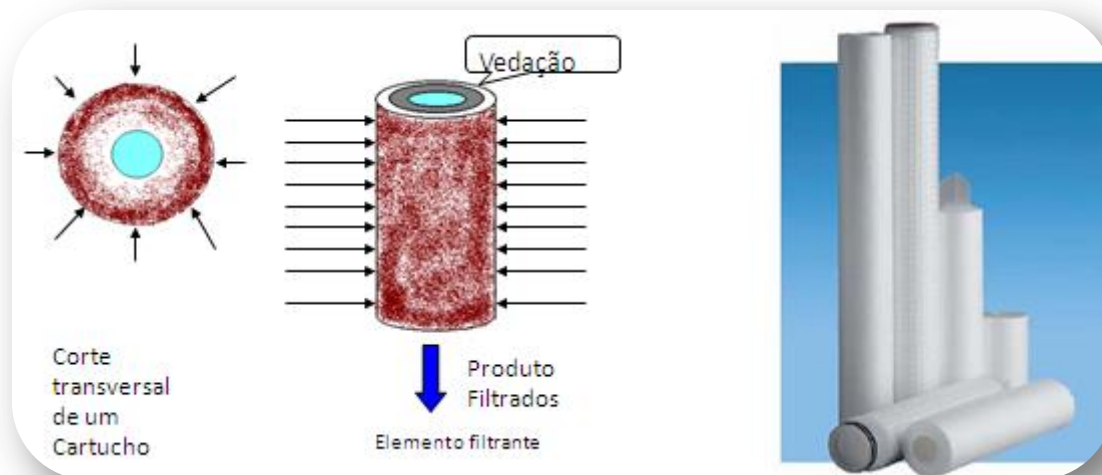 Vedação
Corte
transversal
de um
Cartucho
Produto
Filtrados
Elemento filtrante